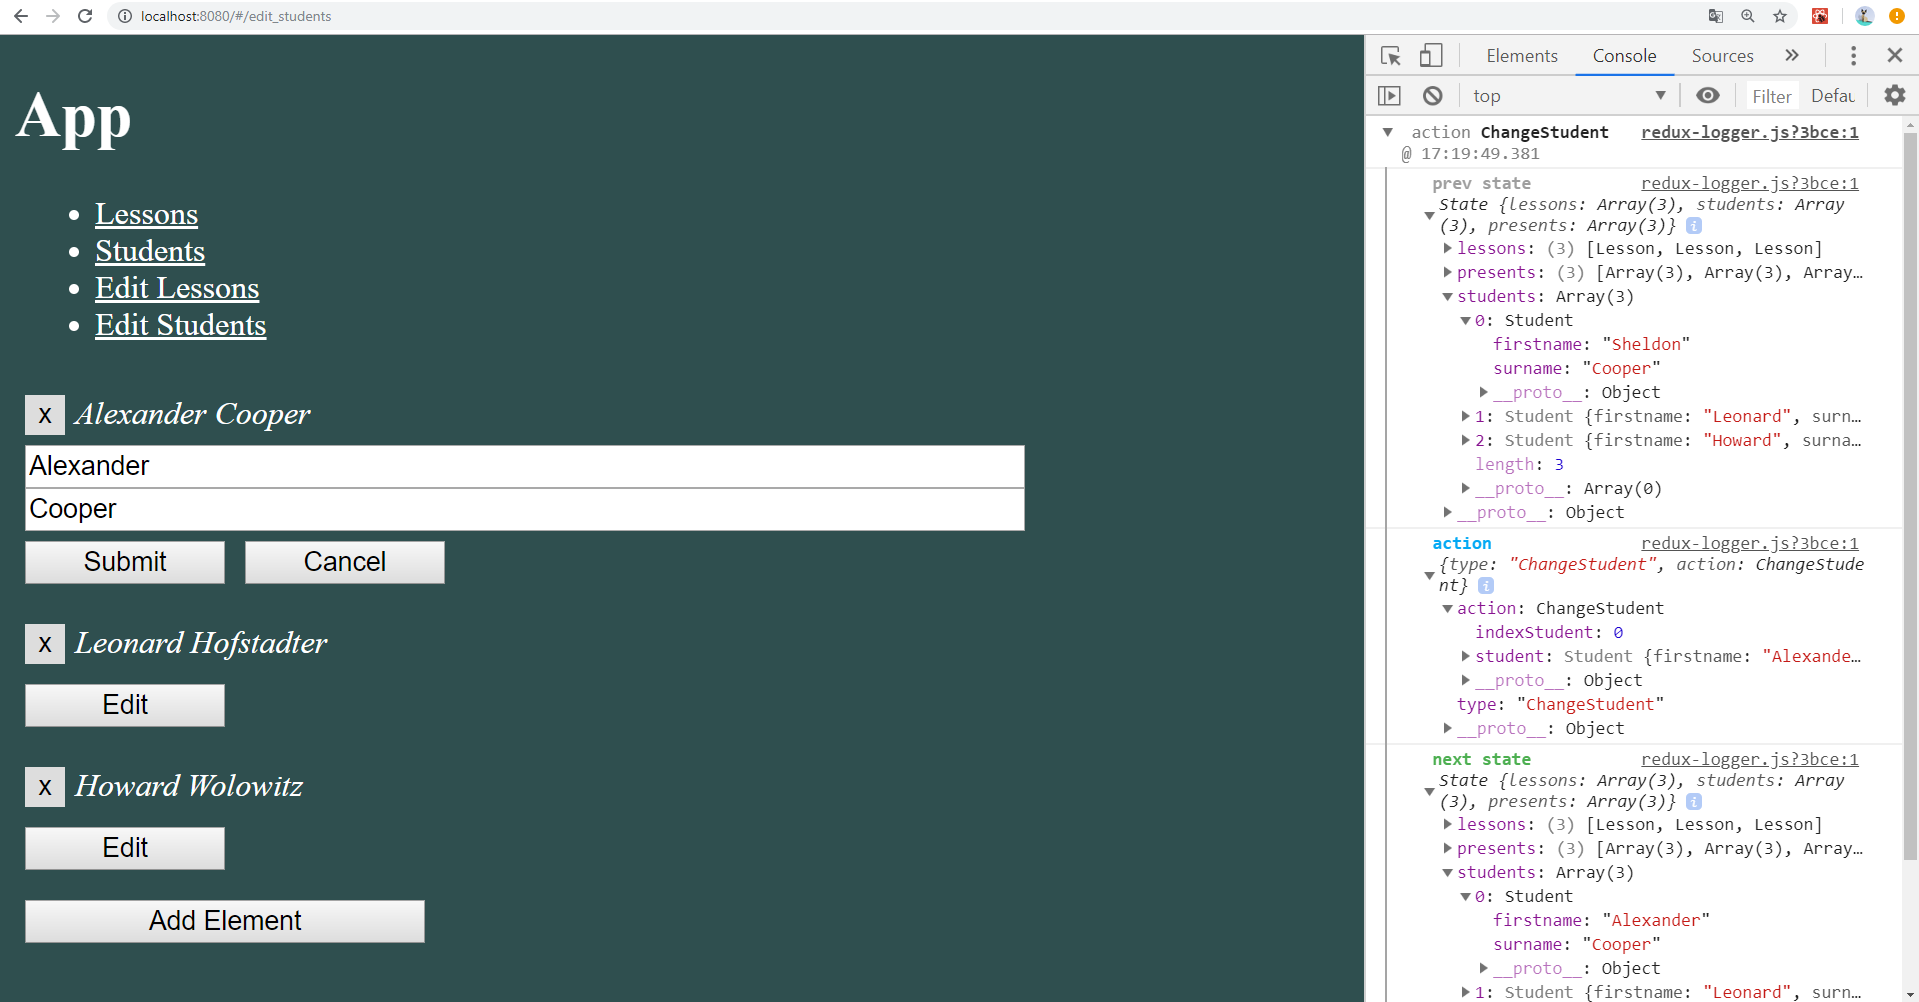 localhost:8080/#/edit_students
App
Lessons
Students
Edit Lessons
Edit Students
x Alexander Cooper
Alexander
Cooper
Submit Cancel
x Leonard Hofstadter
Edit
x Howard Wolowitz
Edit
Add Element
Elements Console Sources »
top Filter Defau
action ChangeStudent redux-logger.js?3bce:1
@ 17:19:49.381
prev state redux-logger.js?3bce:1
State {lessons: Array(3), students: Array
(3), presents: Array(3)} i
lessons: (3) [Lesson, Lesson, Lesson]
presents: (3) [Array(3), Array(3), Array…
students: Array(3)
0: Student
firstname: "Sheldon"
surname: "Cooper"
__proto__: Object
1: Student {firstname: "Leonard", surn…
2: Student {firstname: "Howard", surna…
length: 3
__proto__: Array(0)
__proto__: Object
action redux-logger.js?3bce:1
{type: "ChangeStudent", action: ChangeStude
nt} i
action: ChangeStudent
indexStudent: 0
student: Student {firstname: "Alexande…
__proto__: Object
type: "ChangeStudent"
__proto__: Object
next state redux-logger.js?3bce:1
State {lessons: Array(3), students: Array
(3), presents: Array(3)} i
lessons: (3) [Lesson, Lesson, Lesson]
presents: (3) [Array(3), Array(3), Array…
students: Array(3)
0: Student
firstname: "Alexander"
surname: "Cooper"
__proto__: Object
1: Student {firstname: "Leonard", surn…